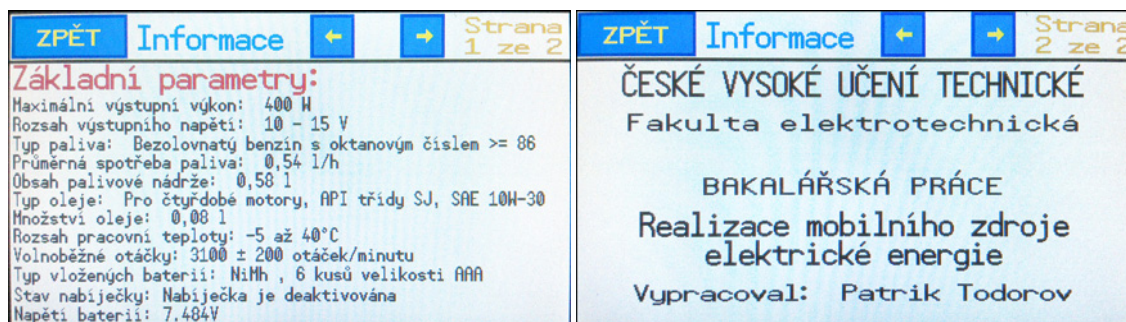 ZPĚT Informace ← → Strana 1 ze 2
Základní parametry:
Maximální výstupní výkon: 400 W
Rozsah výstupního napětí: 10 - 15 V
Typ paliva: Bezolovnatý benzín s oktanovým číslem >= 86
Průměrná spotřeba paliva: 0,54 l/h
Obsah palivové nádrže: 0,58 l
Typ oleje: Pro čtyřdobé motory, API třídy SJ, SAE 10W-30
Množství oleje: 0,08 l
Rozsah pracovní teploty: -5 až 40°C
Volnoběžné otáčky: 3100 ± 200 otáček/minutu
Typ vložených baterií: NiMh , 6 kusů velikosti AAA
Stav nabíječky: Nabíječka je deaktivována
Napětí baterií: 7.484V
ZPĚT Informace ← → Strana 2 ze 2
ČESKÉ VYSOKÉ UČENÍ TECHNICKÉ
Fakulta elektrotechnická
BAKALÁŘSKÁ PRÁCE
Realizace mobilního zdroje
elektrické energie
Vypracoval: Patrik Todorov